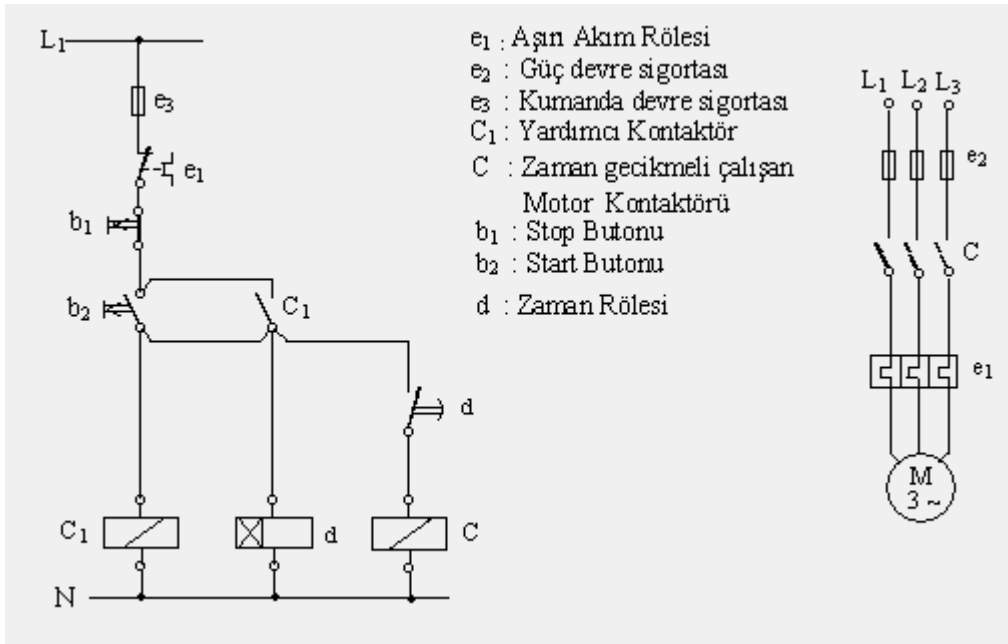 L₁
e₃
e₁
b₁
b₂
C₁
d
C₁
d
C
N
e₁ : Aşırı Akım Rölesi
e₂ : Güç devre sigortası
e₃ : Kumanda devre sigortası
C₁ : Yardımcı Kontaktör
C : Zaman gecikmeli çalışan
Motor Kontaktörü
b₁ : Stop Butonu
b₂ : Start Butonu
d : Zaman Rölesi
L₁ L₂ L₃
e₂
C
e₁
M
3 ~